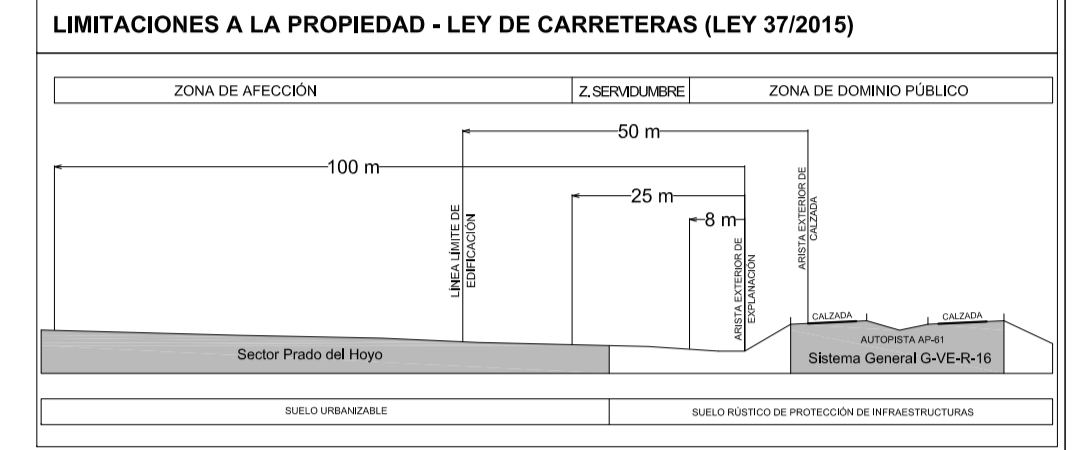 LIMITACIONES A LA PROPIEDAD - LEY DE CARRETERAS (LEY 37/2015)
ZONA DE AFECCIÓN
Z. SERVIDUMBRE
ZONA DE DOMINIO PÚBLICO
50 m
100 m
25 m
8 m
LÍNEA LÍMITE DE
EDIFICACIÓN
ARISTA EXTERIOR DE
EXPLANACIÓN
ARISTA EXTERIOR DE
CALZADA
CALZADA
CALZADA
AUTOPISTA AP-61
Sistema General G-VE-R-16
Sector Prado del Hoyo
SUELO URBANIZABLE
SUELO RÚSTICO DE PROTECCIÓN DE INFRAESTRUCTURAS